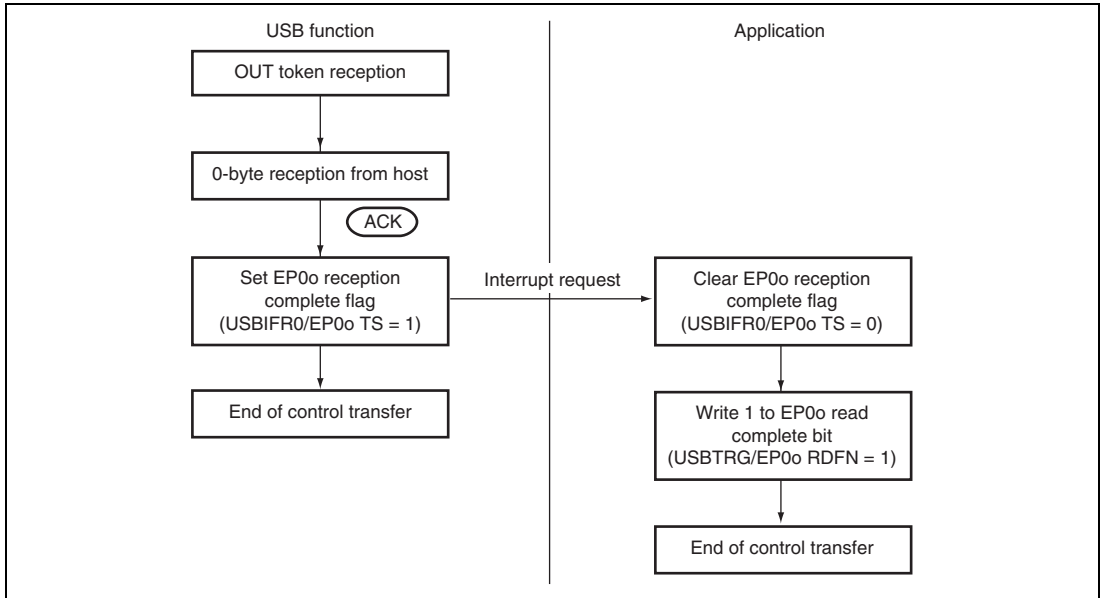 USB function
Application
OUT token reception
0-byte reception from host
ACK
Set EP0o reception
complete flag
(USBIFR0/EP0o TS = 1)
Interrupt request
Clear EP0o reception
complete flag
(USBIFR0/EP0o TS = 0)
End of control transfer
Write 1 to EP0o read
complete bit
(USBTRG/EP0o RDFN = 1)
End of control transfer